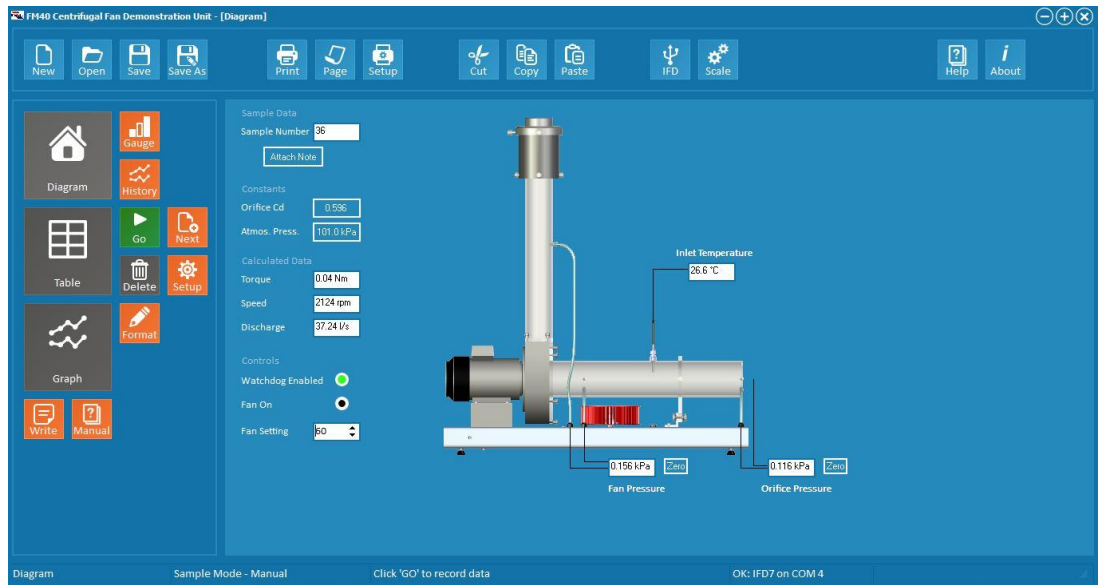 FM40 Centrifugal Fan Demonstration Unit - [Diagram]
New Open Save Save As Print Page Setup Cut Copy Paste IFD Scale Help About
Diagram
Gauge
History
Table
Go
Next
Delete
Setup
Graph
Format
Write
Manual
Sample Data
Sample Number 36
Attach Note
Constants
Orifice Cd 0.596
Atmos. Press. 101.0 kPa
Calculated Data
Torque 0.04 Nm
Speed 2124 rpm
Discharge 37.24 l/s
Controls
Watchdog Enabled
Fan On
Fan Setting 60
Inlet Temperature
26.6 °C
0.156 kPa Zero
Fan Pressure
0.116 kPa Zero
Orifice Pressure
Diagram Sample Mode - Manual Click 'GO' to record data OK: IFD7 on COM 4